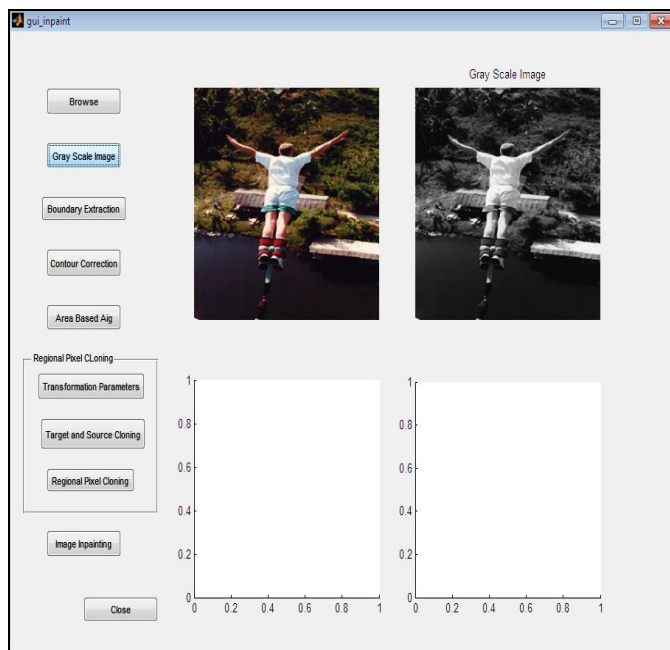 gui_inpaint
Gray Scale Image
Browse
Gray Scale Image
Boundary Extraction
Contour Correction
Area Based Aig
Regional Pixel CLoning
Transformation Parameters
Target and Source Cloning
Regional Pixel Cloning
Image Inpainting
Close
1
0.8
0.6
0.4
0.2
0
0 0.2 0.4 0.6 0.8 1
1
0.8
0.6
0.4
0.2
0
0 0.2 0.4 0.6 0.8 1